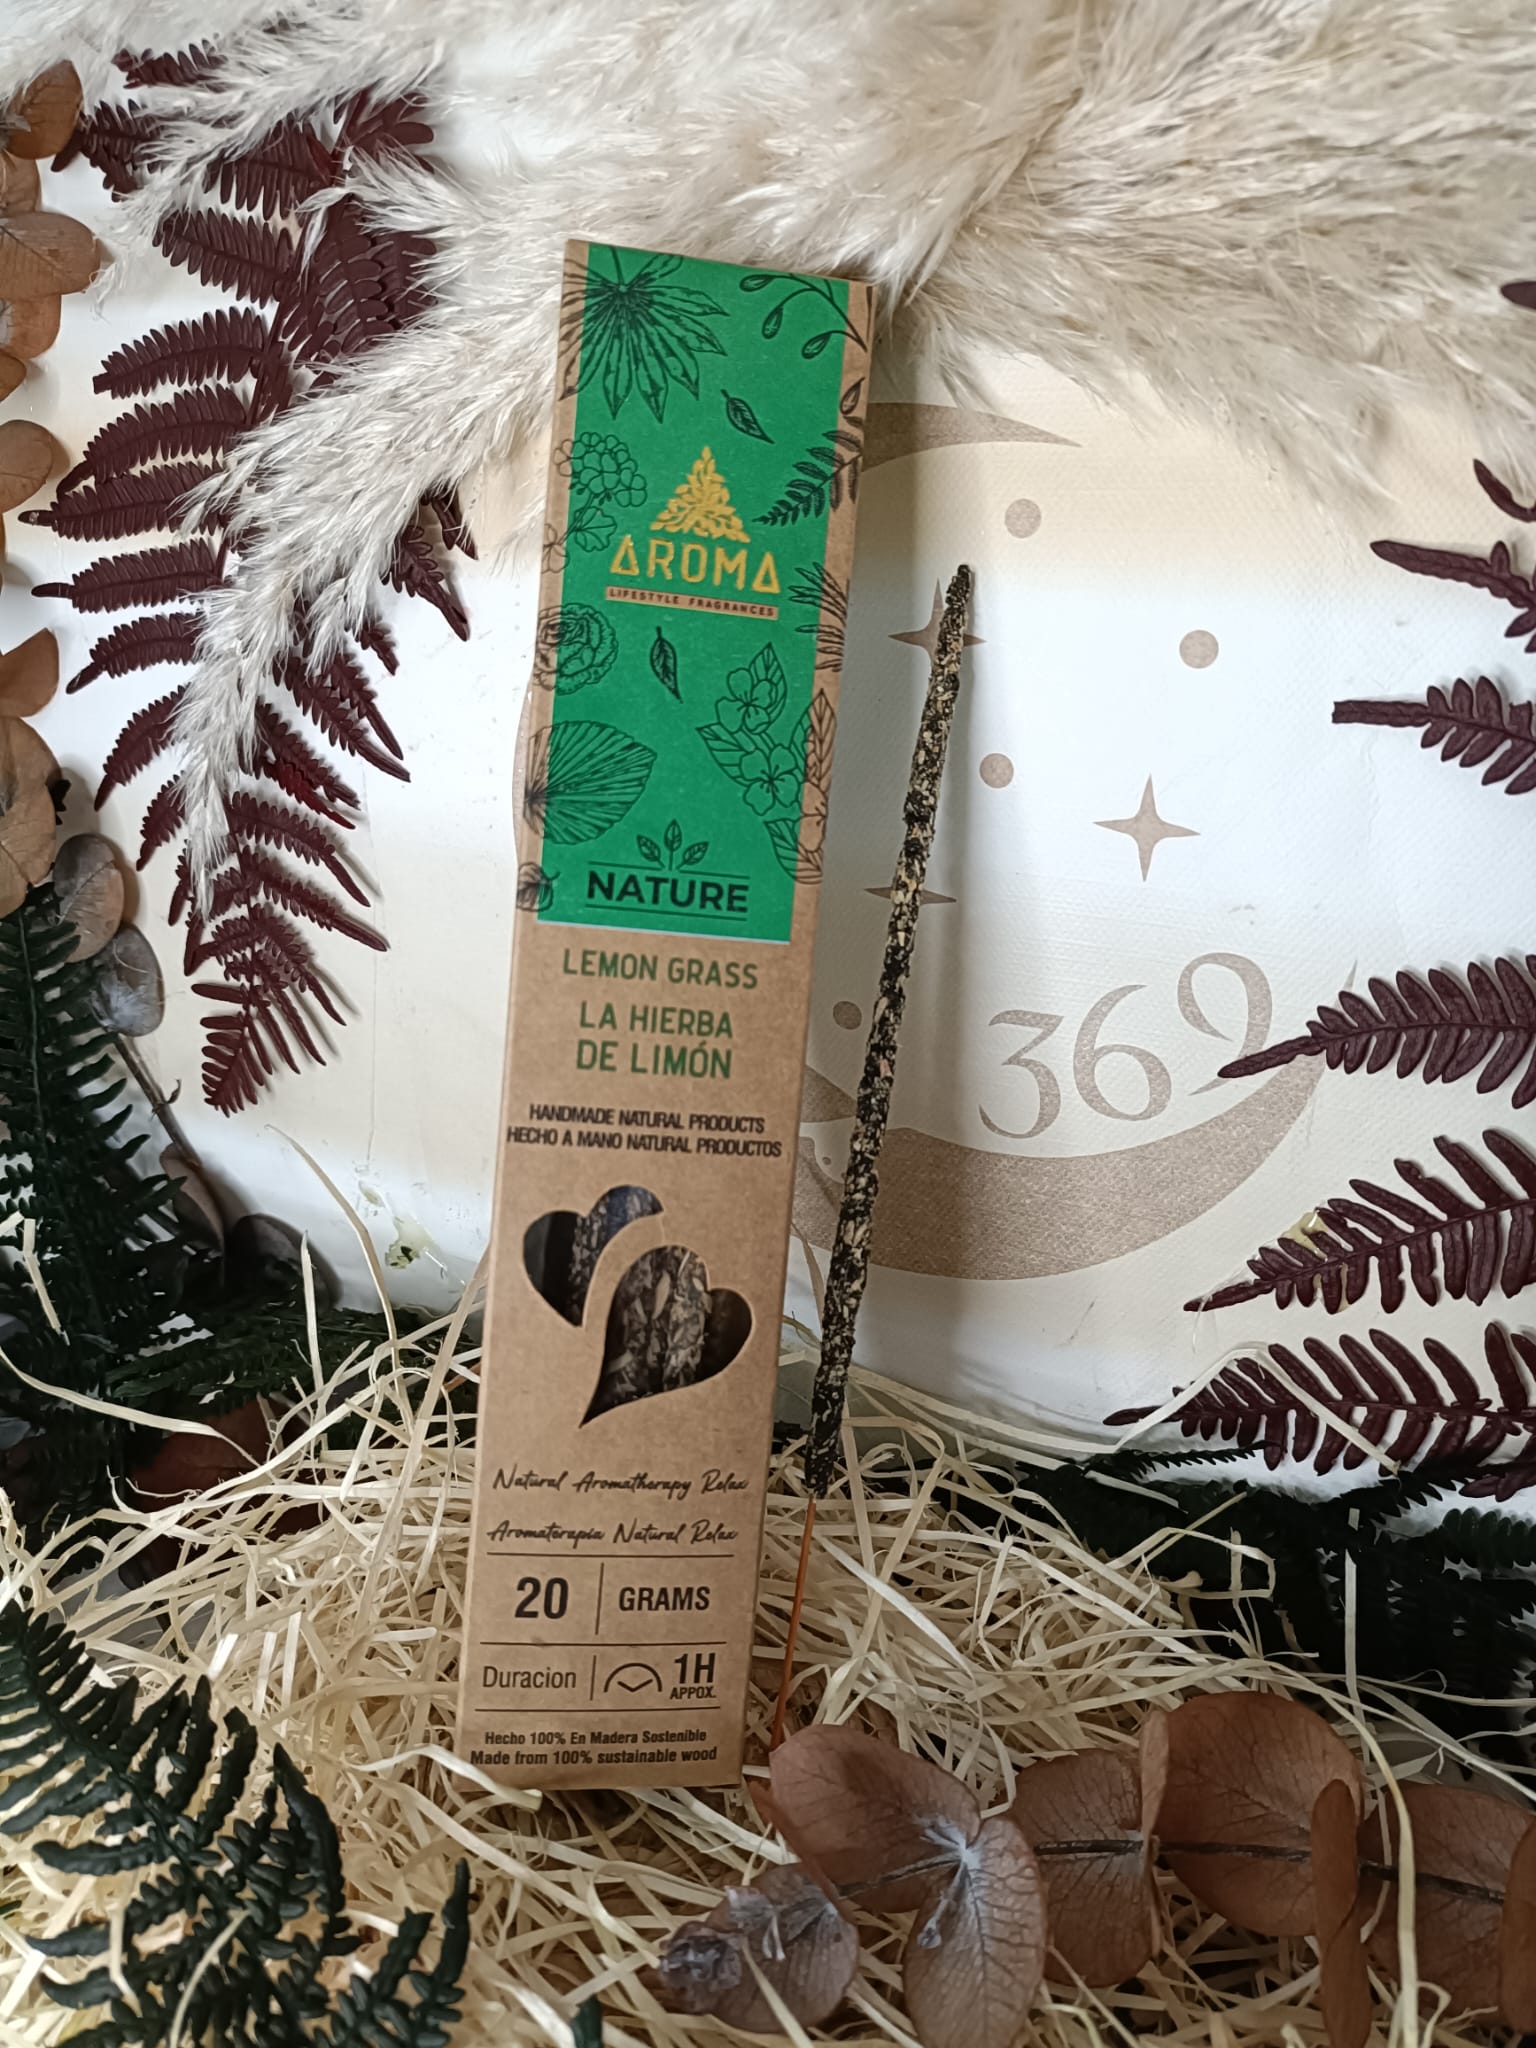 AROMA
LIFESTYLE FRAGRANCES
NATURE
LEMON GRASS
LA HIERBA
DE LIMÓN
HANDMADE NATURAL PRODUCTS
HECHO A MANO NATURAL PRODUCTOS
Natural Aromatherapy Relax
Aromaterapia Natural Relax
20 GRAMS
Duracion 1H
APPOX.
Hecho 100% En Madera Sostenible
Made from 100% sustainable wood
369